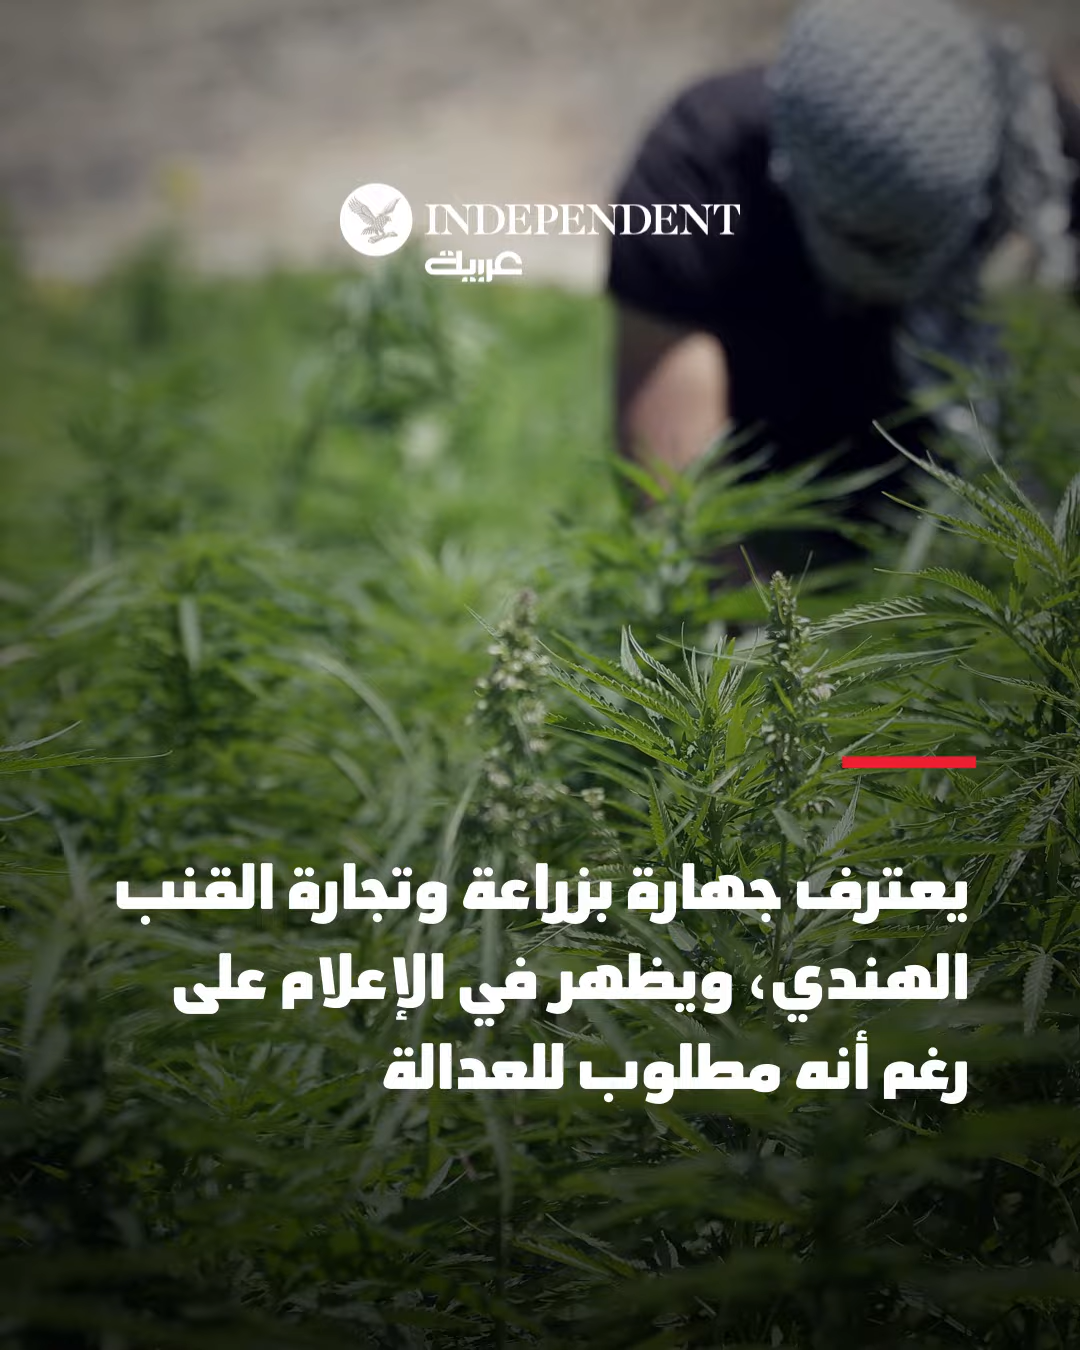 INDEPENDENT
عربية
يعترف جهارة بزراعة وتجارة القنب
الهندي، ويظهر في الإعلام على
رغم أنه مطلوب للعدالة